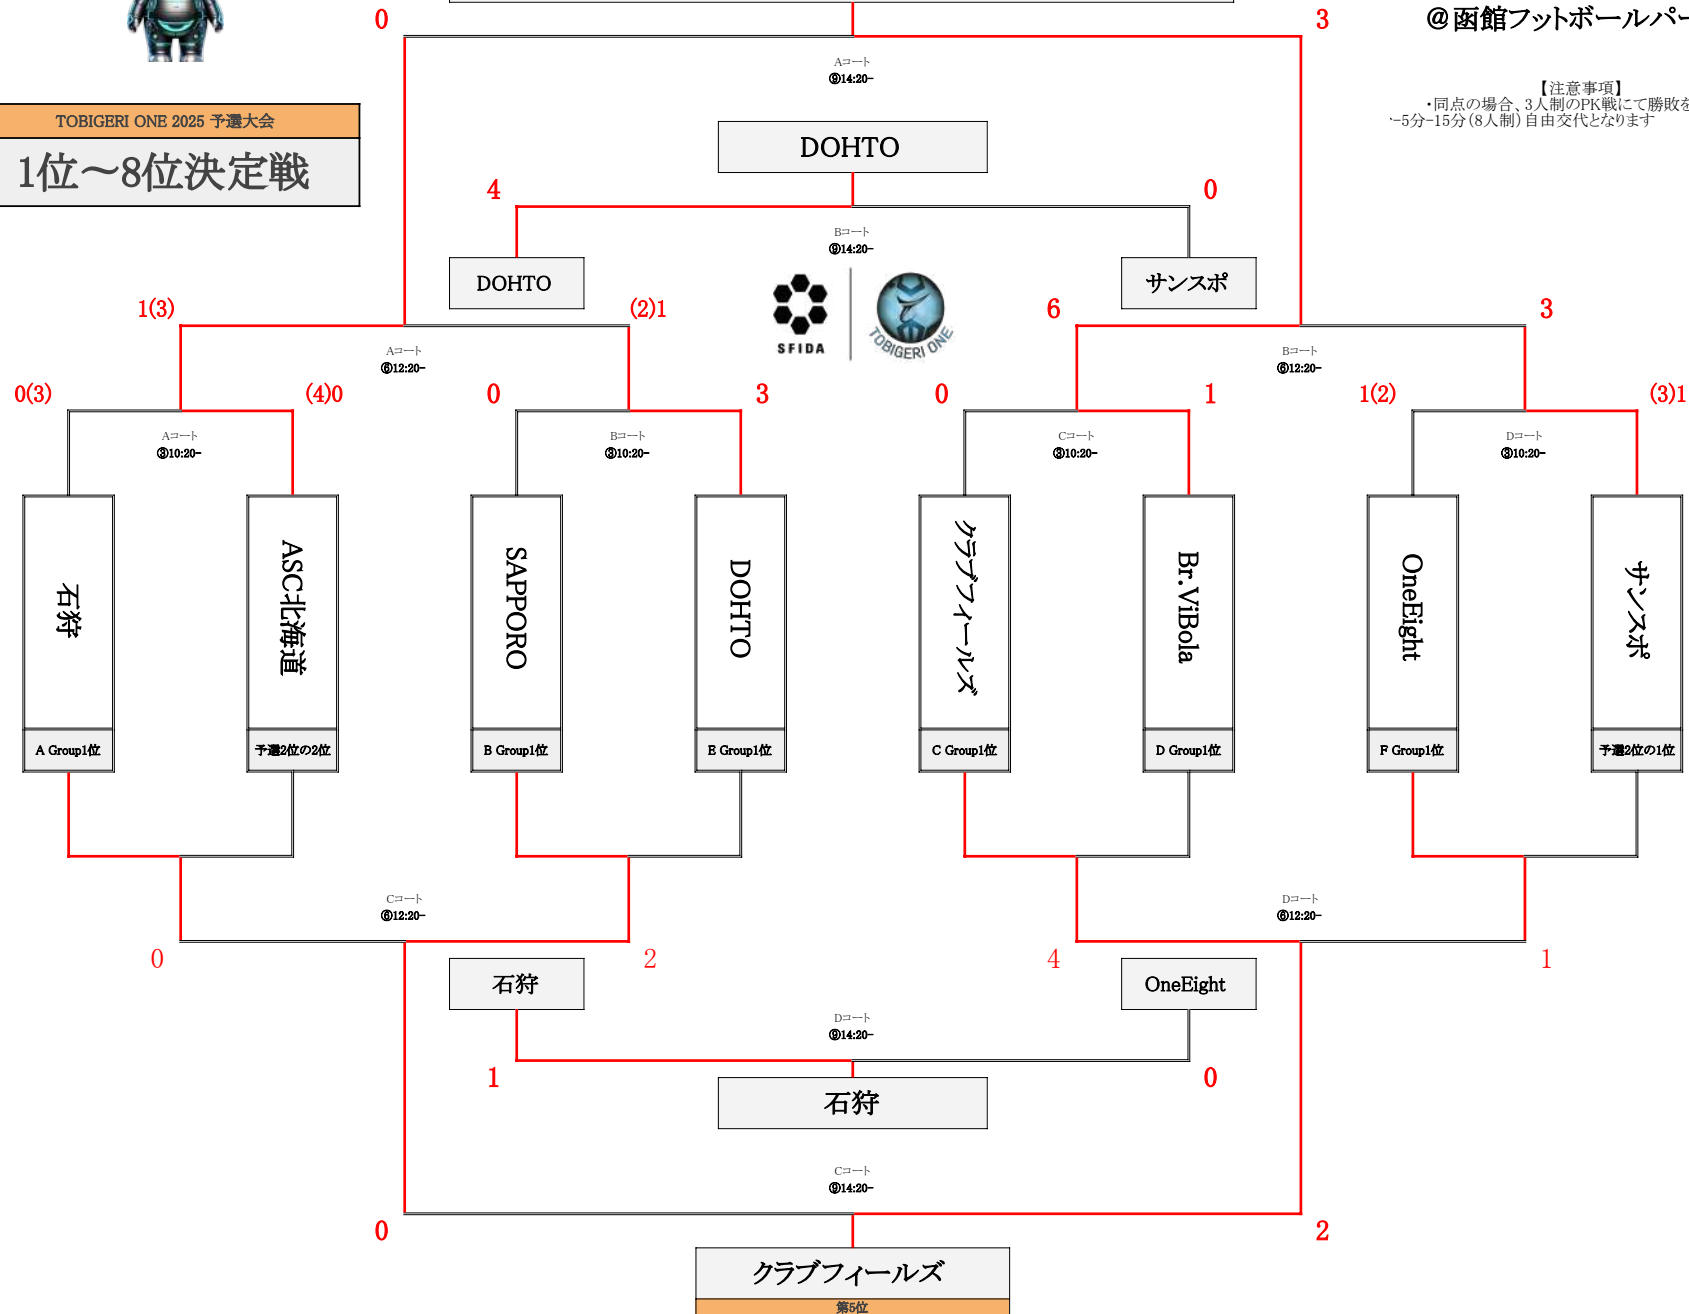 0
3
@函館フットボールパー
Aコート
⑨14:20-
【注意事項】
・同点の場合、3人制のPK戦にて勝敗を
-5分-15分(8人制)自由交代となります
TOBIGERI ONE 2025 予選大会
1位～8位決定戦
DOHTO
4
0
Bコート
⑨14:20-
DOHTO
サンスポ
SFIDA
TOBIGERI ONE
1(3)
(2)1
6
3
Aコート
⑥12:20-
Bコート
⑥12:20-
0(3)
(4)0
0
3
0
1
1(2)
(3)1
Aコート
③10:20-
Bコート
③10:20-
Cコート
③10:20-
Dコート
③10:20-
石狩
ASC北海道
SAPPORO
DOHTO
クラブフィールズ
Br.ViBola
OneEight
サンスポ
A Group1位
予選2位の2位
B Group1位
E Group1位
C Group1位
D Group1位
F Group1位
予選2位の1位
Cコート
⑥12:20-
Dコート
⑥12:20-
0
2
4
1
石狩
OneEight
Dコート
⑨14:20-
1
0
石狩
Cコート
⑨14:20-
0
2
クラブフィールズ
第5位